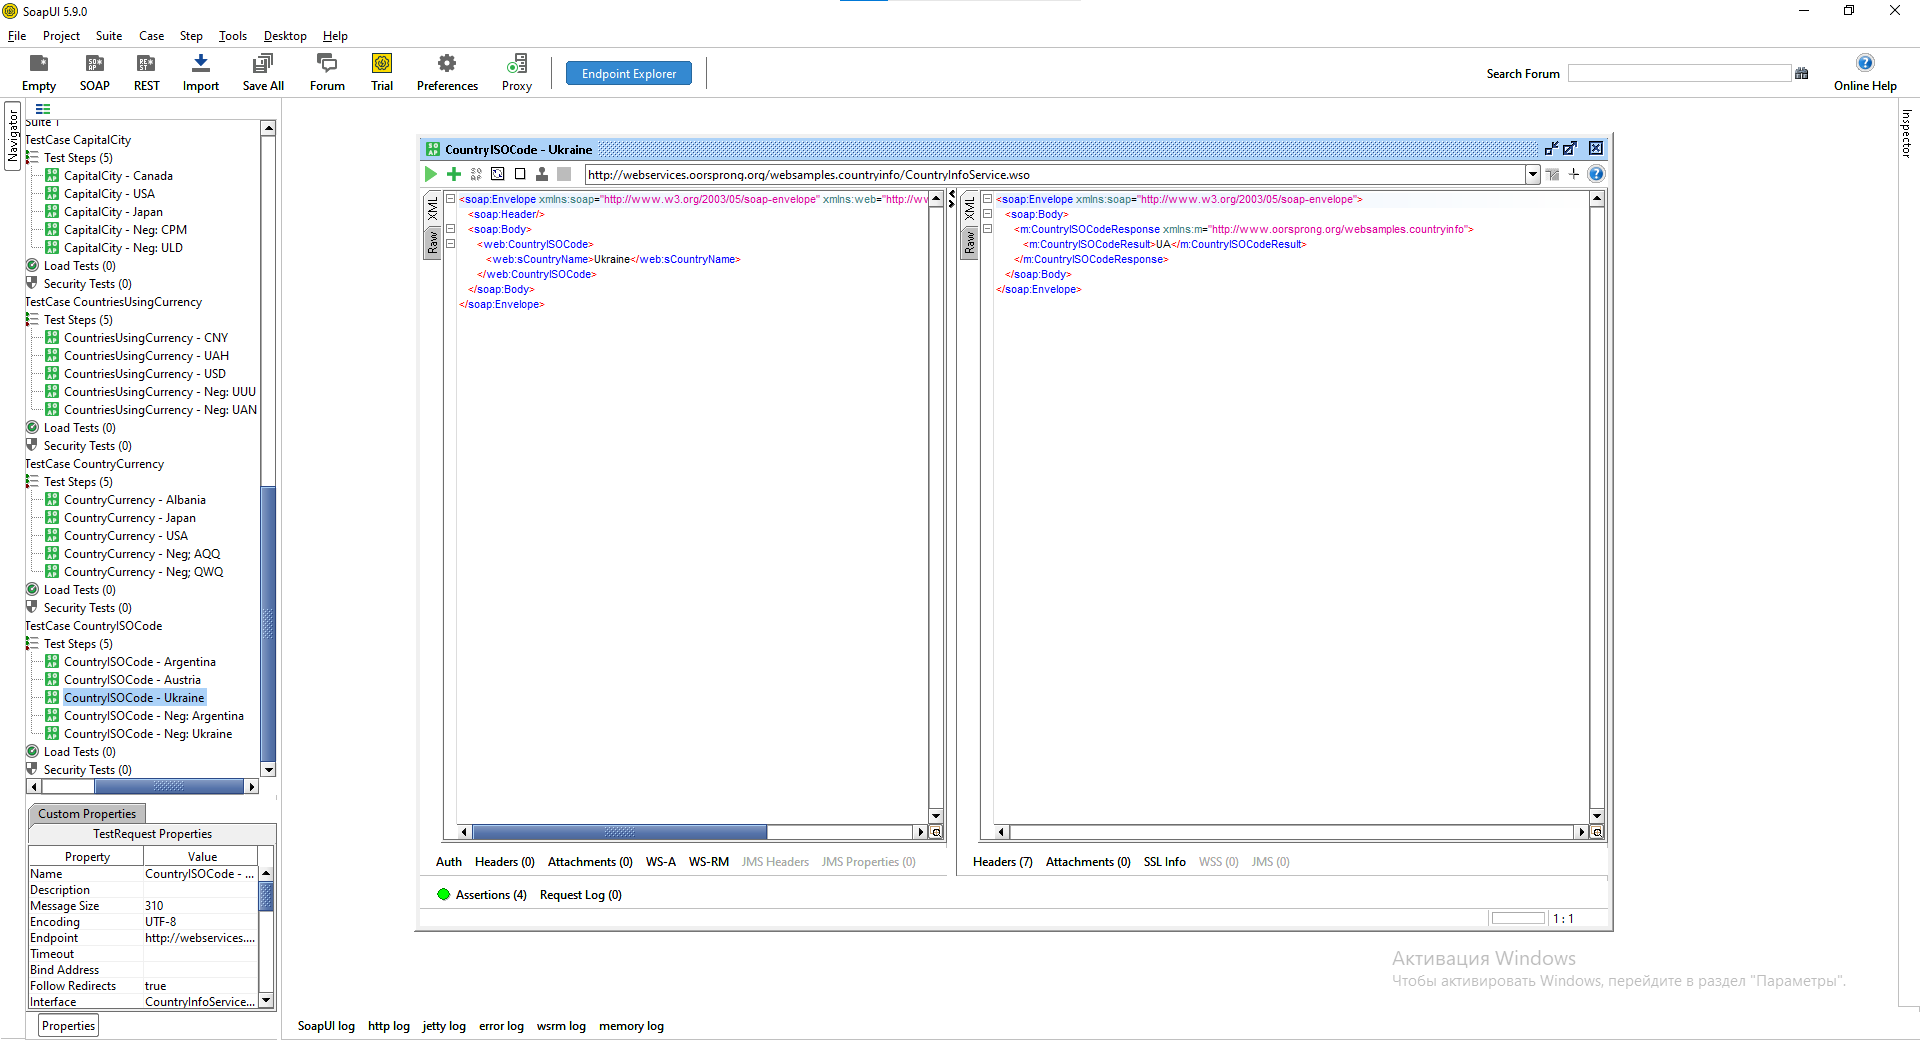 SoapUI 5.9.0
File Project Suite Case Step Tools Desktop Help
Empty SOAP REST Import Save All Forum Trial Preferences Proxy Endpoint Explorer Search Forum Online Help
Navigator
Inspector
Suite 1
TestCase CapitalCity
Test Steps (5)
CapitalCity - Canada
CapitalCity - USA
CapitalCity - Japan
CapitalCity - Neg: CPM
CapitalCity - Neg: ULD
Load Tests (0)
Security Tests (0)
TestCase CountriesUsingCurrency
Test Steps (5)
CountriesUsingCurrency - CNY
CountriesUsingCurrency - UAH
CountriesUsingCurrency - USD
CountriesUsingCurrency - Neg: UUU
CountriesUsingCurrency - Neg: UAN
Load Tests (0)
Security Tests (0)
TestCase CountryCurrency
Test Steps (5)
CountryCurrency - Albania
CountryCurrency - Japan
CountryCurrency - USA
CountryCurrency - Neg; AQQ
CountryCurrency - Neg; QWQ
Load Tests (0)
Security Tests (0)
TestCase CountryISOCode
Test Steps (5)
CountryISOCode - Argentina
CountryISOCode - Austria
CountryISOCode - Ukraine
CountryISOCode - Neg: Argentina
CountryISOCode - Neg: Ukraine
Load Tests (0)
Security Tests (0)
Custom Properties
TestRequest Properties
Property Value
Name CountryISOCode - ...
Description
Message Size 310
Encoding UTF-8
Endpoint http://webservices....
Timeout
Bind Address
Follow Redirects true
Interface CountryInfoService...
Properties
CountryISOCode - Ukraine
http://webservices.oorsprong.org/websamples.countryinfo/CountryInfoService.wso
XML
Raw
<soap:Envelope xmlns:soap="http://www.w3.org/2003/05/soap-envelope" xmlns:web="http://wv
<soap:Header/>
<soap:Body>
<web:CountryISOCode>
<web:sCountryName>Ukraine</web:sCountryName>
</web:CountryISOCode>
</soap:Body>
</soap:Envelope>
XML
Raw
<soap:Envelope xmlns:soap="http://www.w3.org/2003/05/soap-envelope">
<soap:Body>
<m:CountryISOCodeResponse xmlns:m="http://www.oorsprong.org/websamples.countryinfo">
<m:CountryISOCodeResult>UA</m:CountryISOCodeResult>
</m:CountryISOCodeResponse>
</soap:Body>
</soap:Envelope>
Auth Headers (0) Attachments (0) WS-A WS-RM JMS Headers JMS Properties (0)
Headers (7) Attachments (0) SSL Info WSS (0) JMS (0)
Assertions (4) Request Log (0)
1 : 1
Активация Windows
Чтобы активировать Windows, перейдите в раздел "Параметры".
SoapUI log http log jetty log error log wsrm log memory log